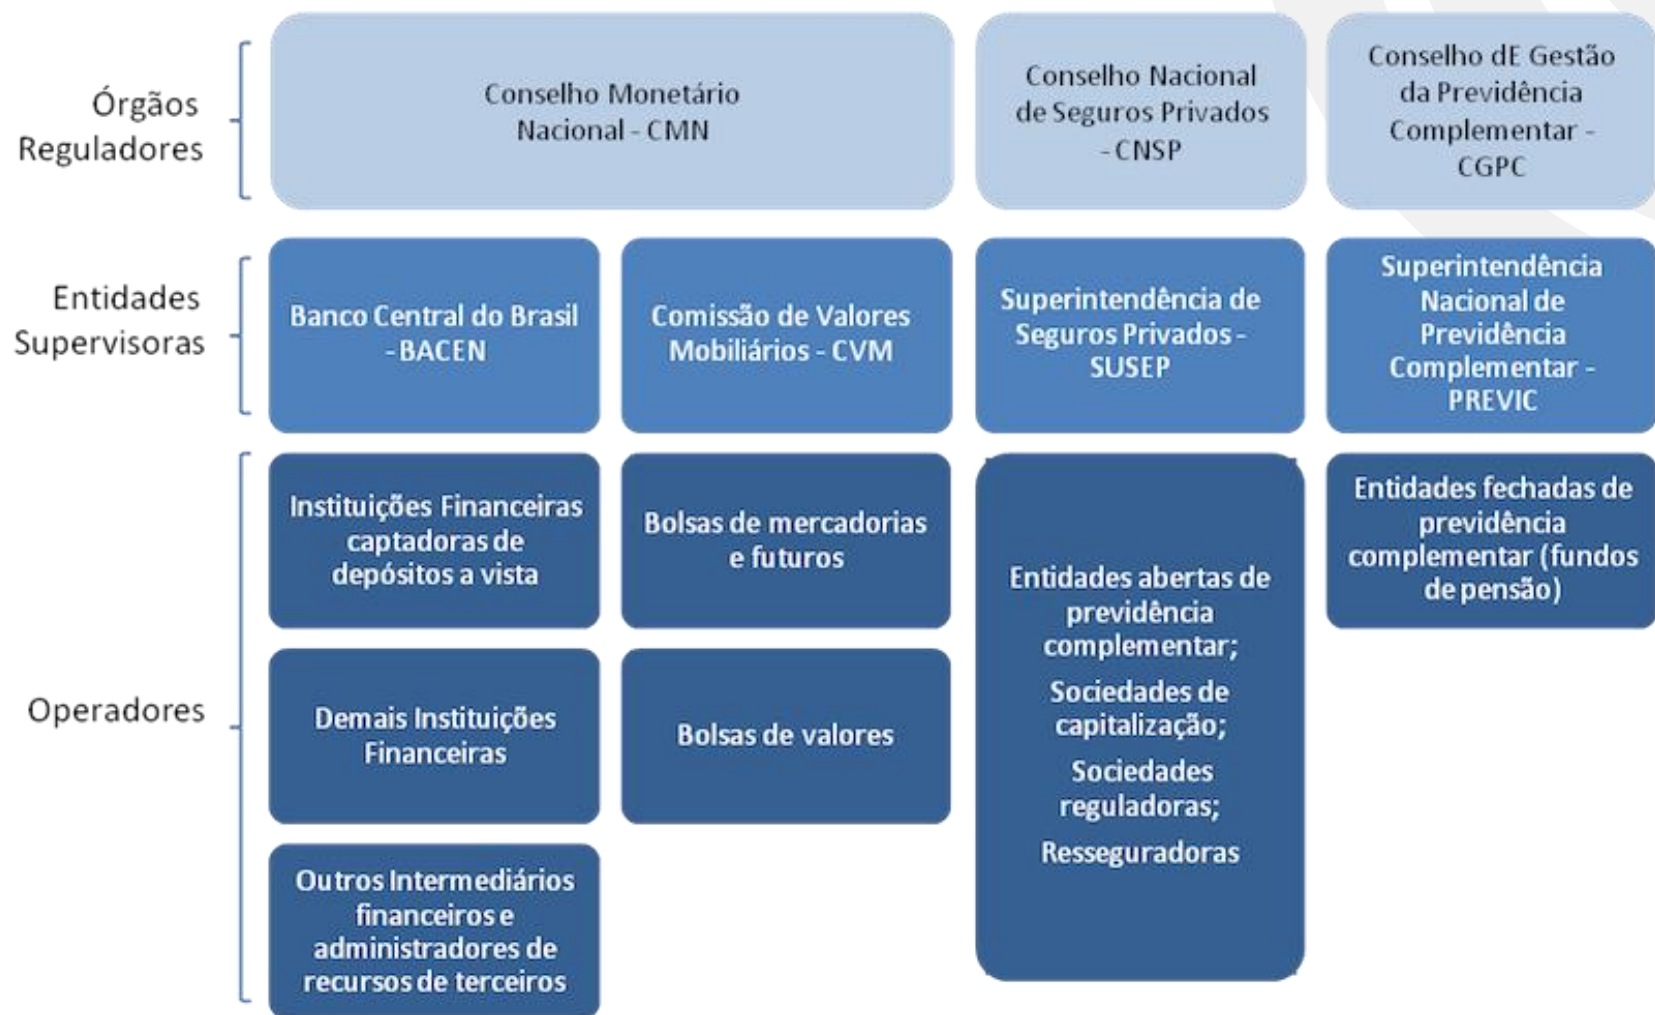 Órgãos
Reguladores
Conselho Monetário
Nacional - CMN
Conselho Nacional
de Seguros Privados
- CNSP
Conselho dE Gestão
da Previdência
Complementar -
CGPC
Entidades
Supervisoras
Banco Central do Brasil
- BACEN
Comissão de Valores
Mobiliários - CVM
Superintendência de
Seguros Privados -
SUSEP
Superintendência
Nacional de
Previdência
Complementar -
PREVIC
Operadores
Instituições Financeiras
captadoras de
depósitos a vista
Bolsas de mercadorias
e futuros
Entidades abertas de
previdência
complementar;
Sociedades de
capitalização;
Sociedades
reguladoras;
Resseguradoras
Entidades fechadas de
previdência
complementar (fundos
de pensão)
Demais Instituições
Financeiras
Bolsas de valores
Outros Intermediários
financeiros e
administradores de
recursos de terceiros